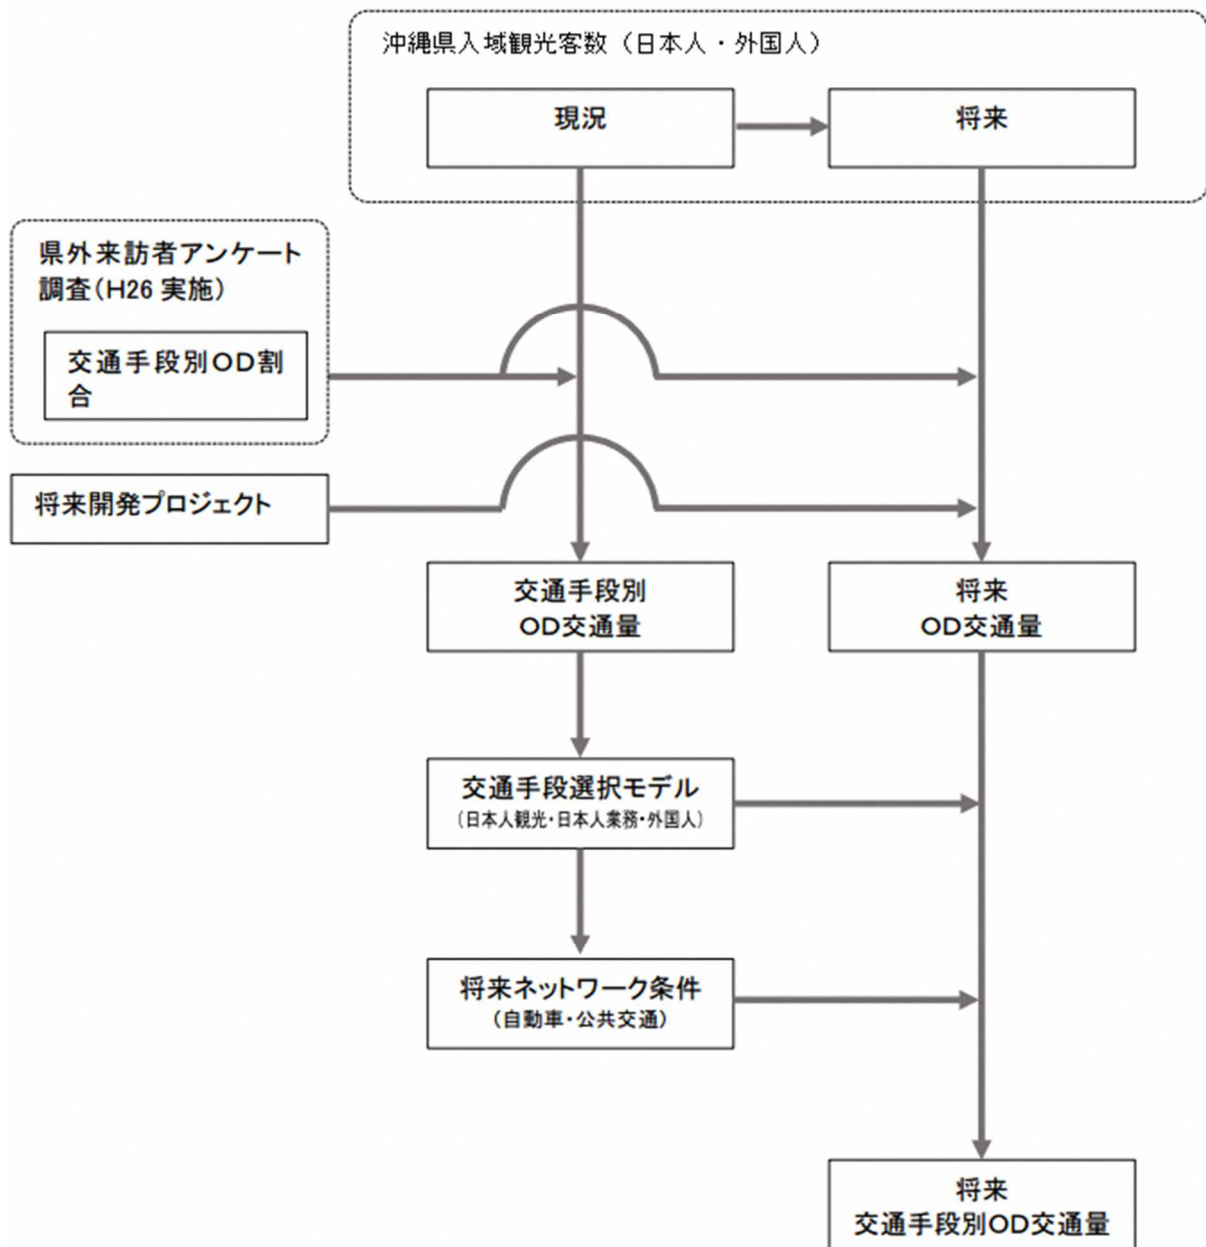 沖縄県入域観光客数（日本人・外国人）
現況
将来
県外来訪者アンケート
調査（H26 実施）
交通手段別OD割
合
将来開発プロジェクト
交通手段別
OD交通量
将来
OD交通量
交通手段選択モデル
（日本人観光・日本人業務・外国人）
将来ネットワーク条件
（自動車・公共交通）
将来
交通手段別OD交通量